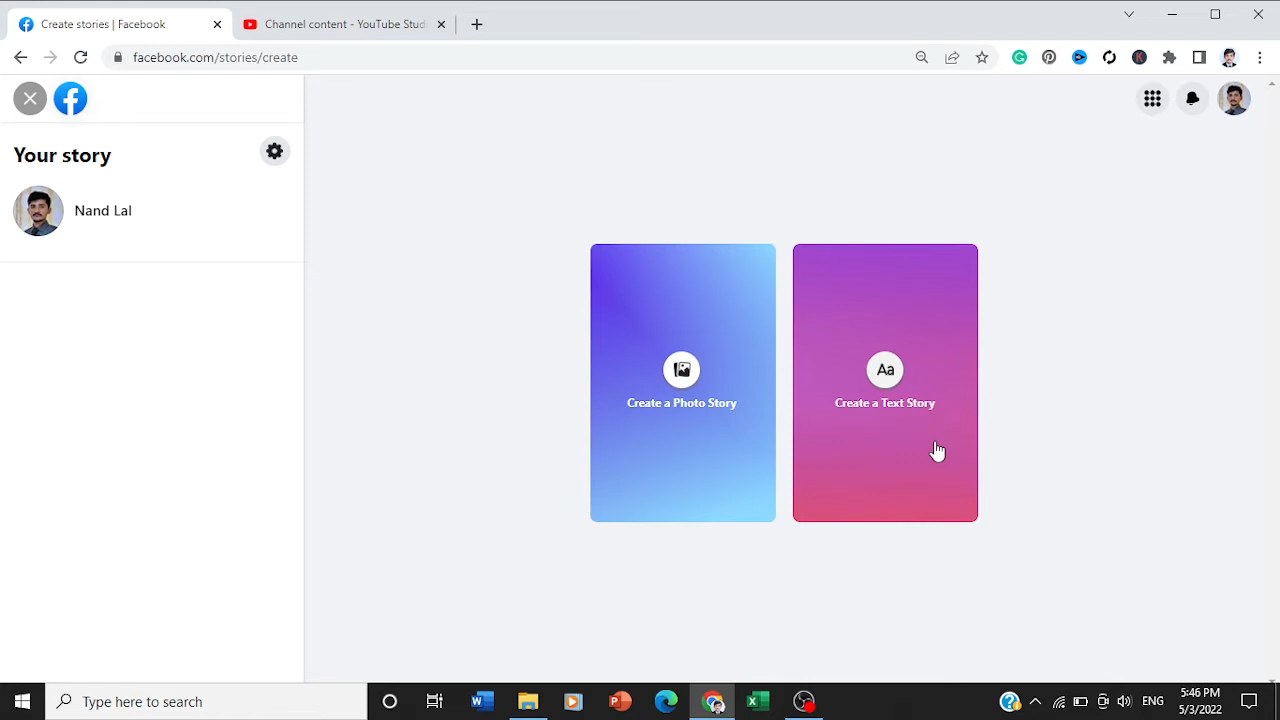 Create stories | Facebook
Channel content - YouTube Stud
facebook.com/stories/create
Your story
Nand Lal
Create a Photo Story
Aa
Create a Text Story
Type here to search
ENG
5:46 PM
5/3/2022